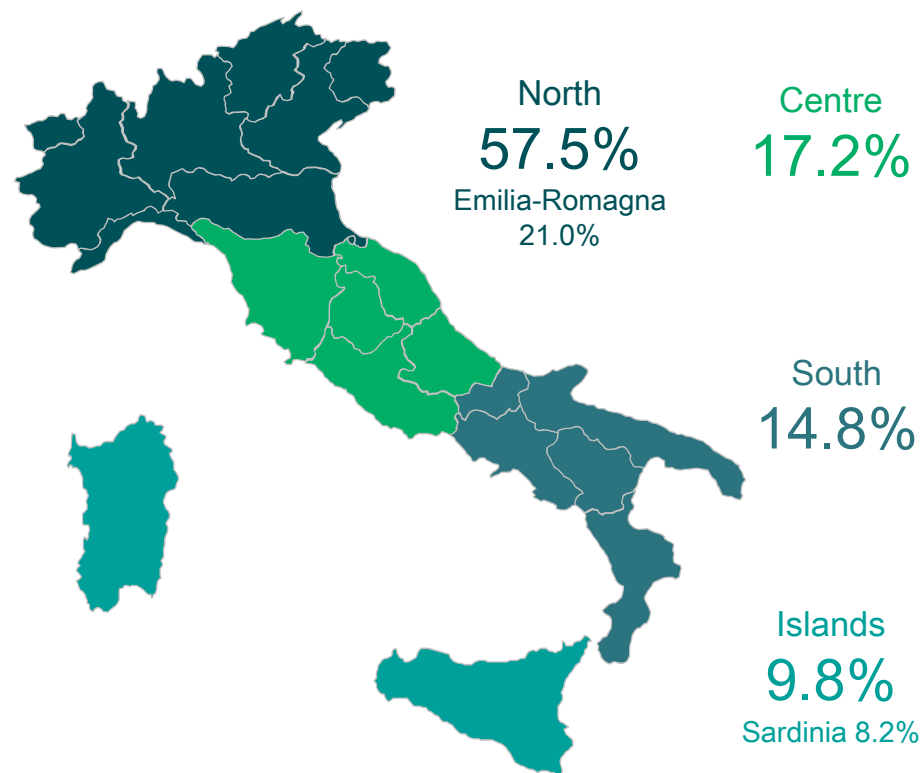 North
57.5%
Emilia-Romagna
21.0%
Centre
17.2%
South
14.8%
Islands
9.8%
Sardinia 8.2%